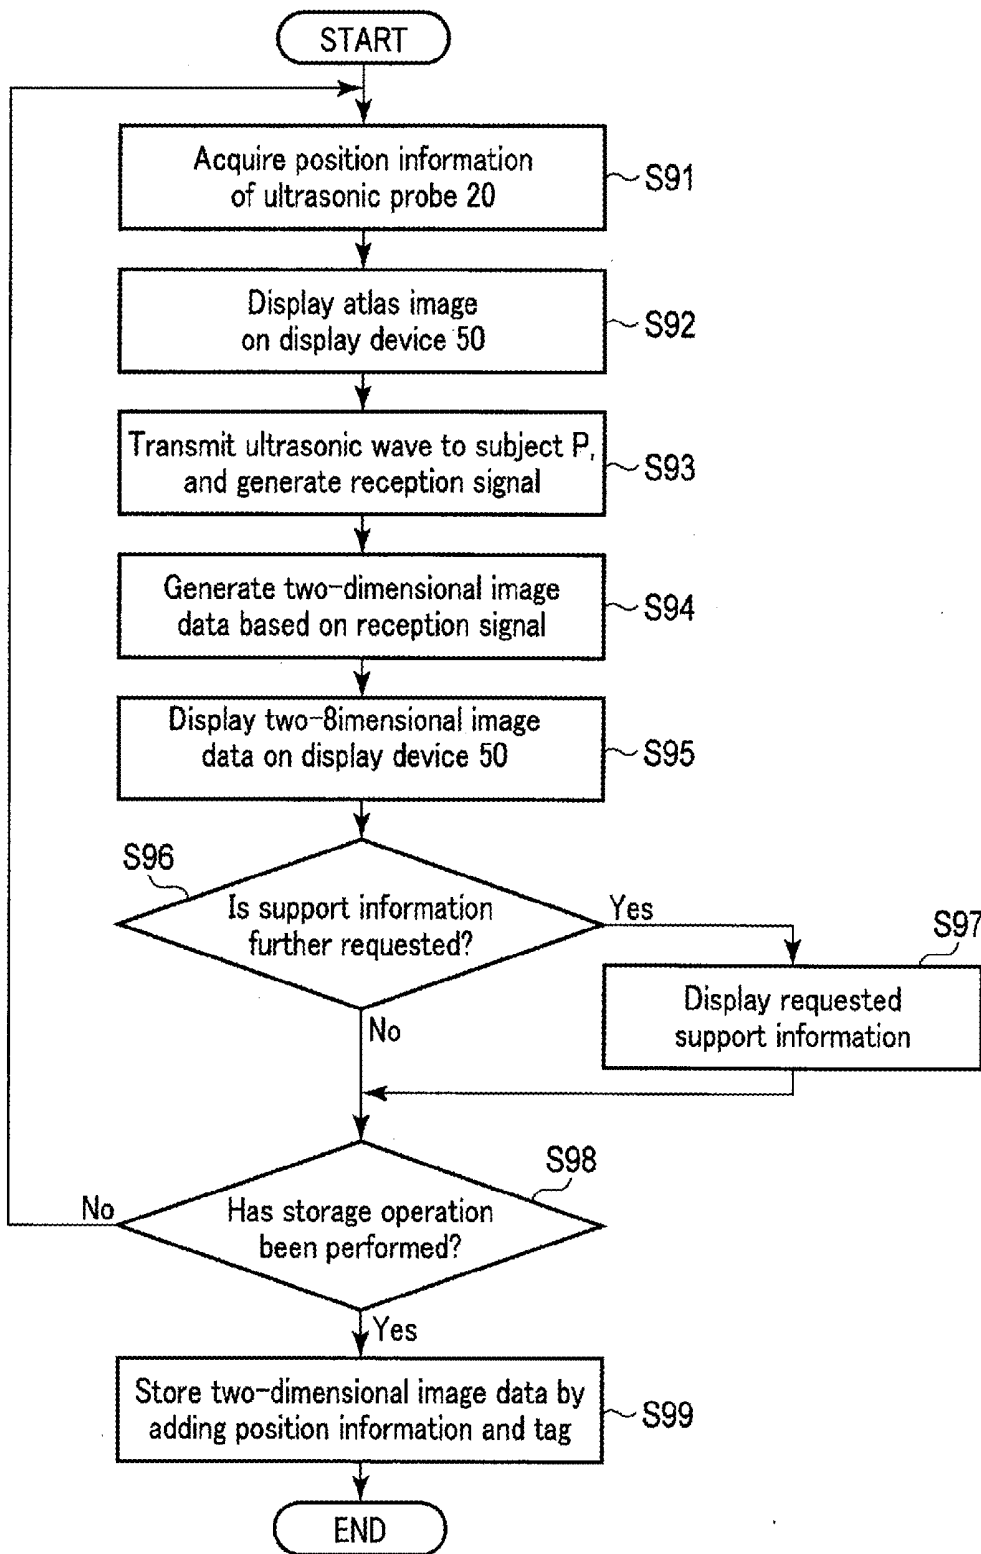 START
Acquire position information
of ultrasonic probe 20
S91
Display atlas image
on display device 50
S92
Transmit ultrasonic wave to subject P,
and generate reception signal
S93
Generate two-dimensional image
data based on reception signal
S94
Display two-8imensional image
data on display device 50
S95
S96
Is support information
further requested?
Yes
No
S97
Display requested
support information
S98
Has storage operation
been performed?
No
Yes
Store two-dimensional image data by
adding position information and tag
S99
END